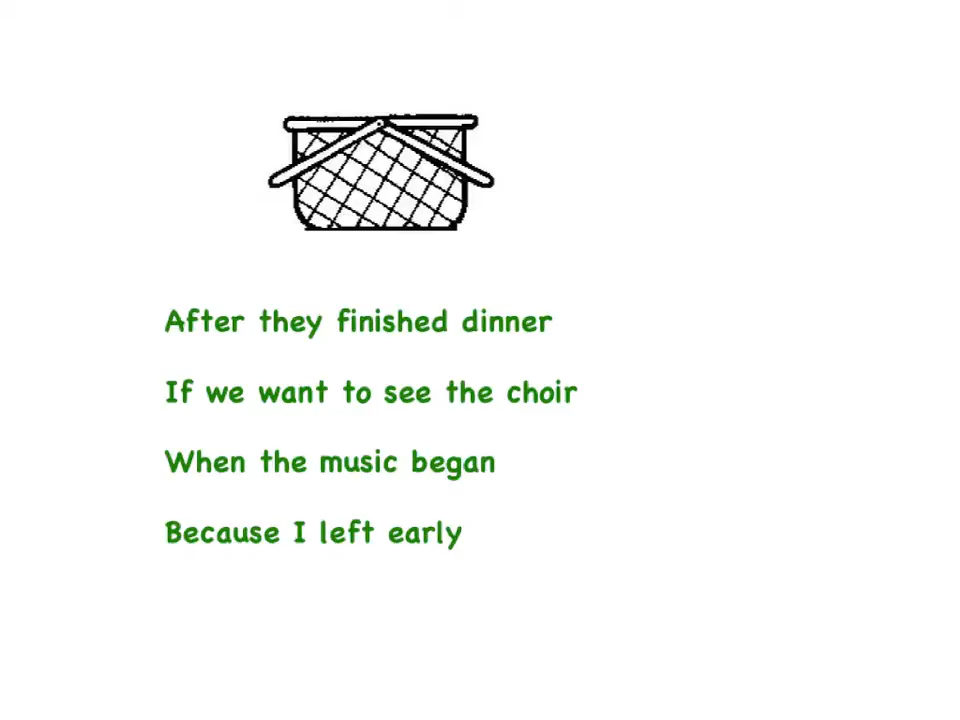 After they finished dinner
If we want to see the choir
When the music began
Because I left early